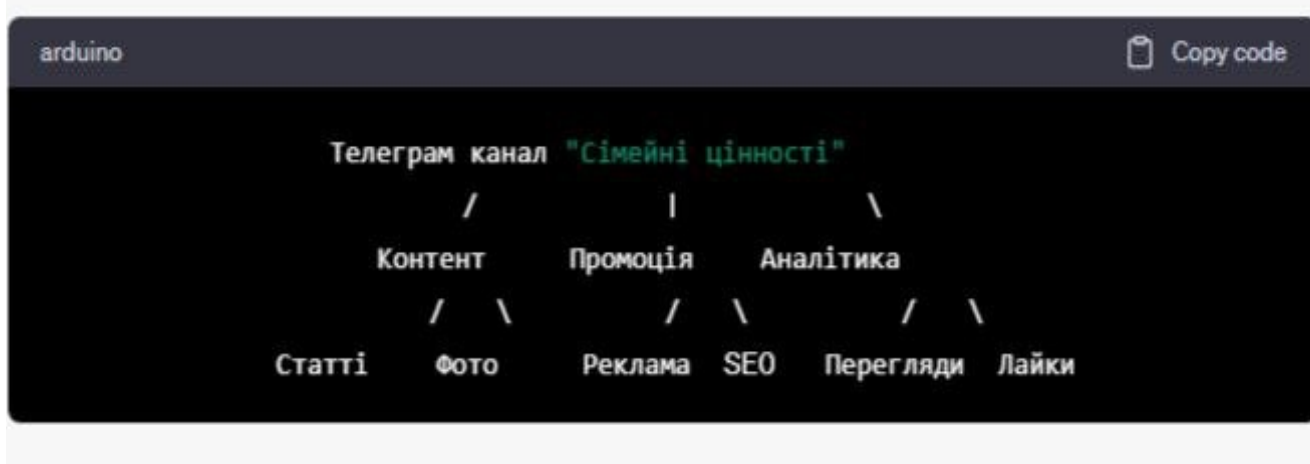 arduino Copy code
Телеграм канал "Сімейні цінності"
/ | \
Контент Промоція Аналітика
/ \ / \ / \
Статті Фото Реклама SEO Перегляди Лайки